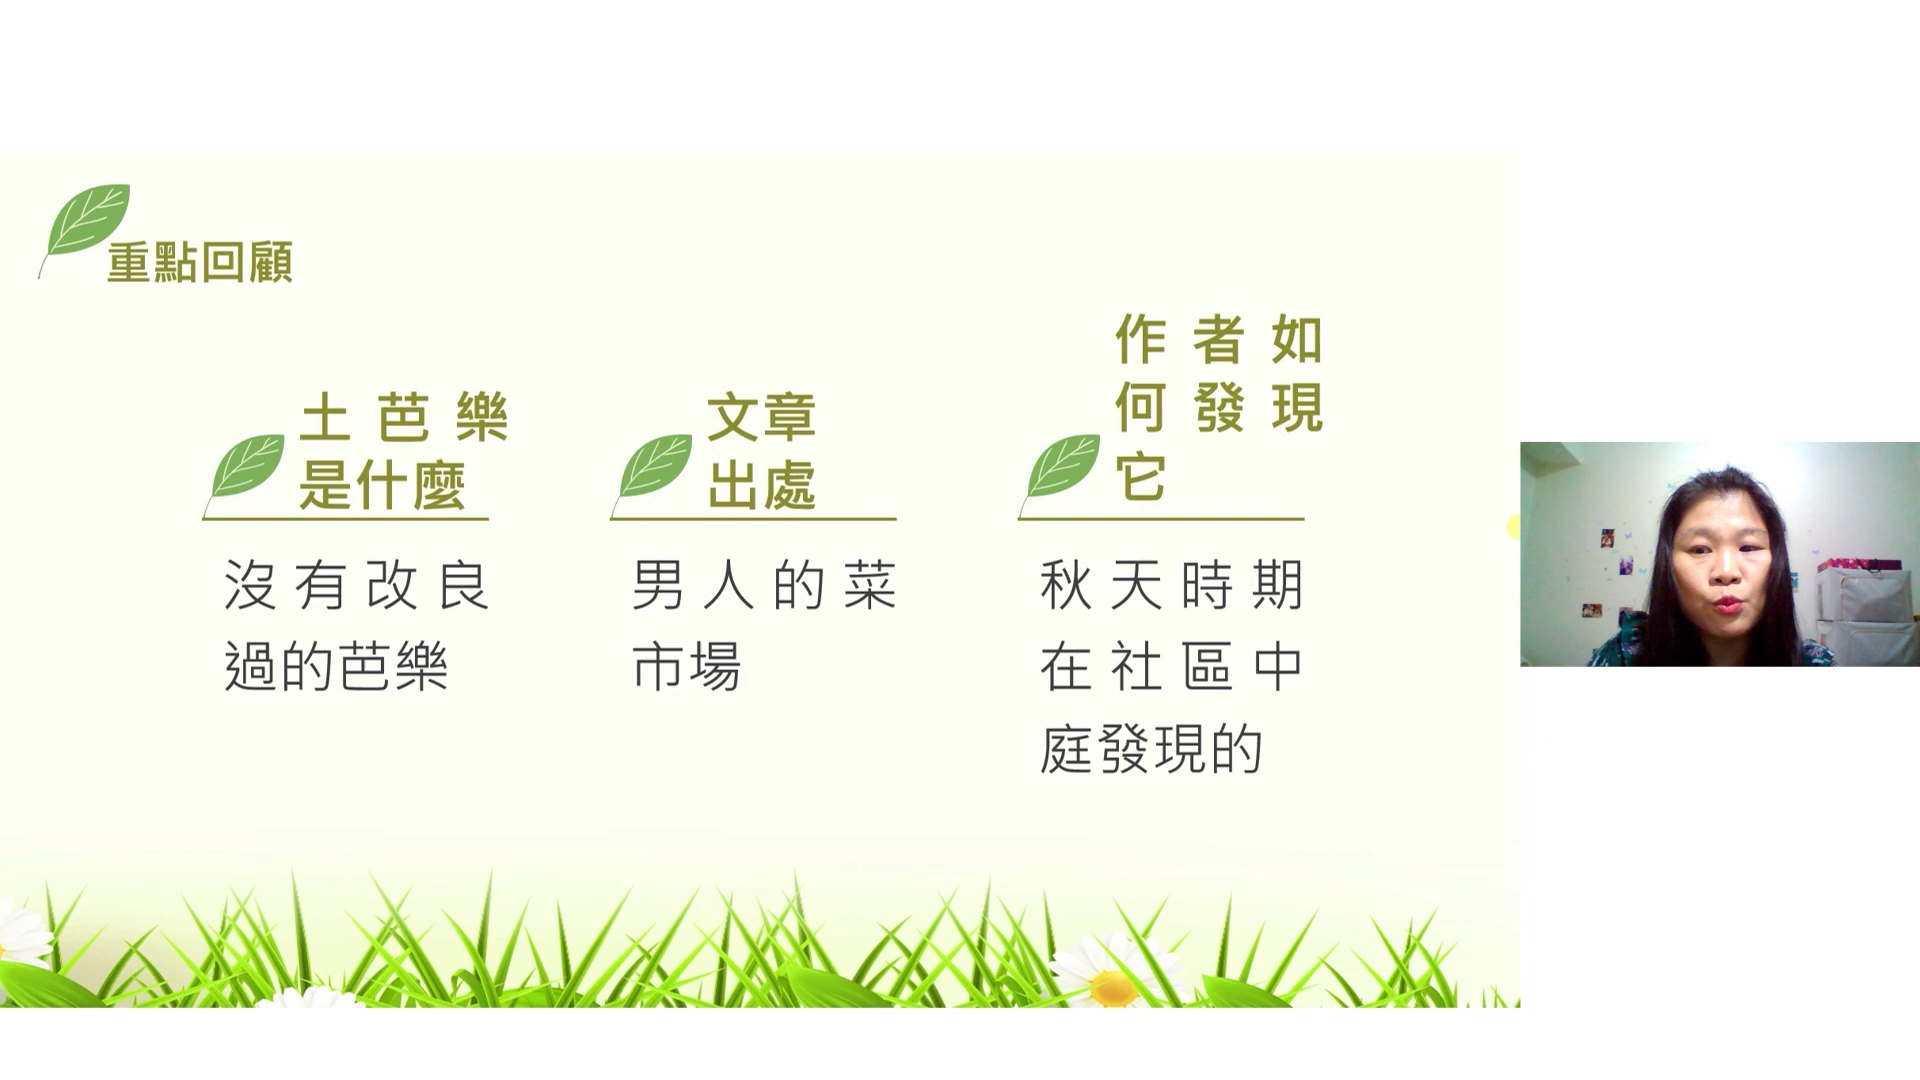 重點回顧
土芭樂
是什麼
沒有改良
過的芭樂
文章
出處
男人的菜
市場
作者如
何發現
它
秋天時期
在社區中
庭發現的